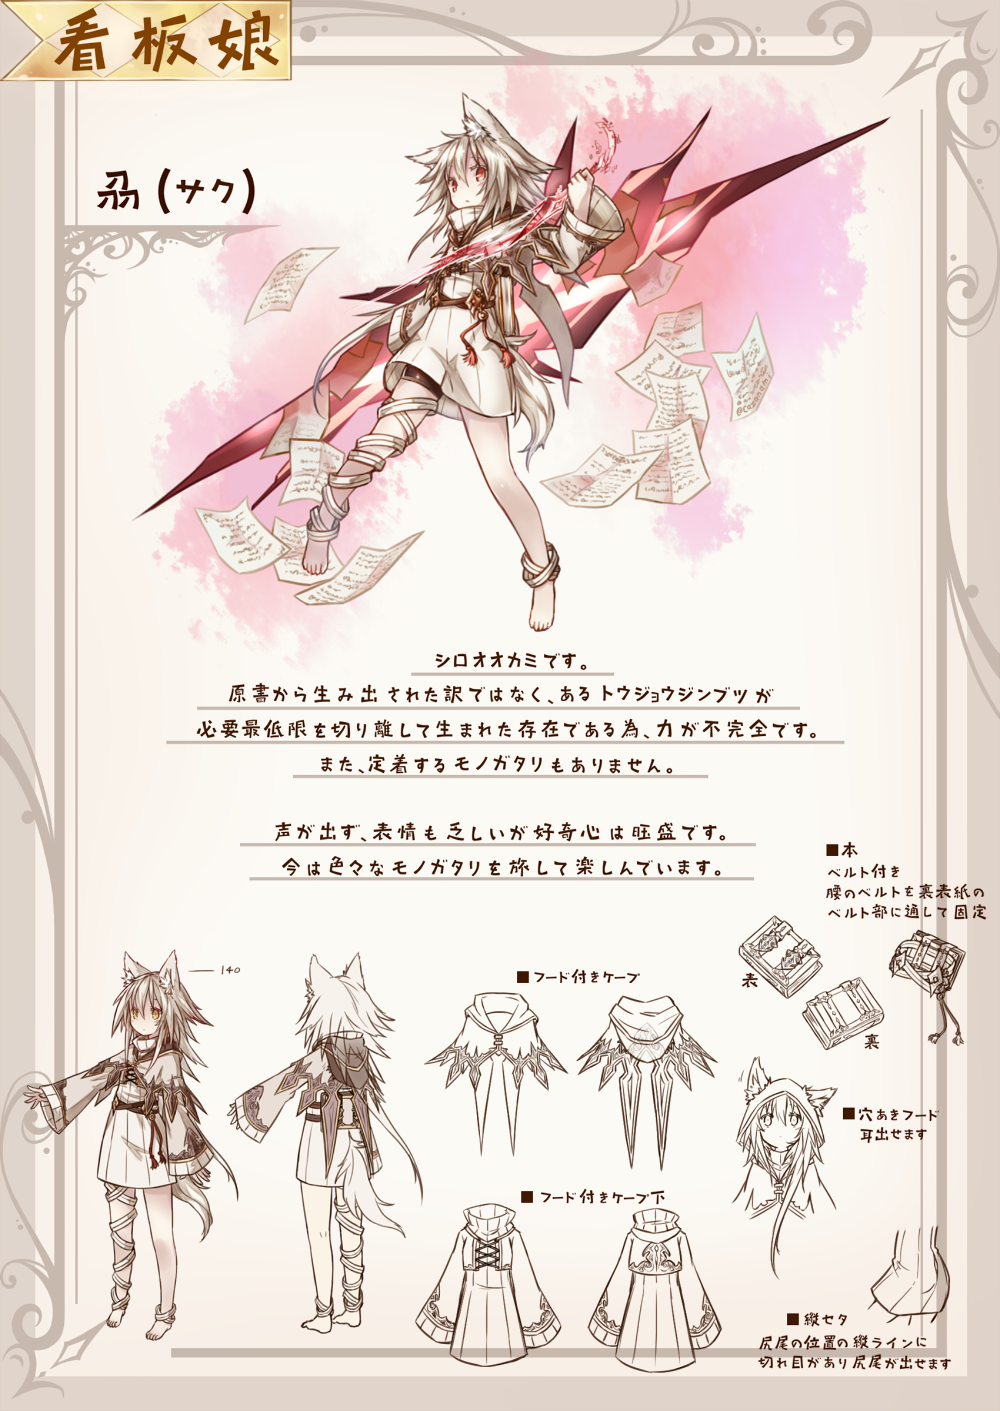 看板娘
刕(サク)
シロオオカミです。
原書から生み出された訳ではなく、あるトウジョウジンブツが
必要最低限を切り離して生まれた存在である為、力が不完全です。
また、定着するモノガタリもありません。
声が出ず、表情も乏しいが好奇心は旺盛です。
今は色々なモノガタリを旅して楽しんでいます。
■本
ベルト付き
腰のベルトを裏表紙の
ベルト部に通して固定
表
裏
140
■フード付きケープ
■穴あきフード
耳出せます
■フード付きケープ下
■縦セタ
尻尾の位置の縦ラインに
切れ目があり尻尾が出せます